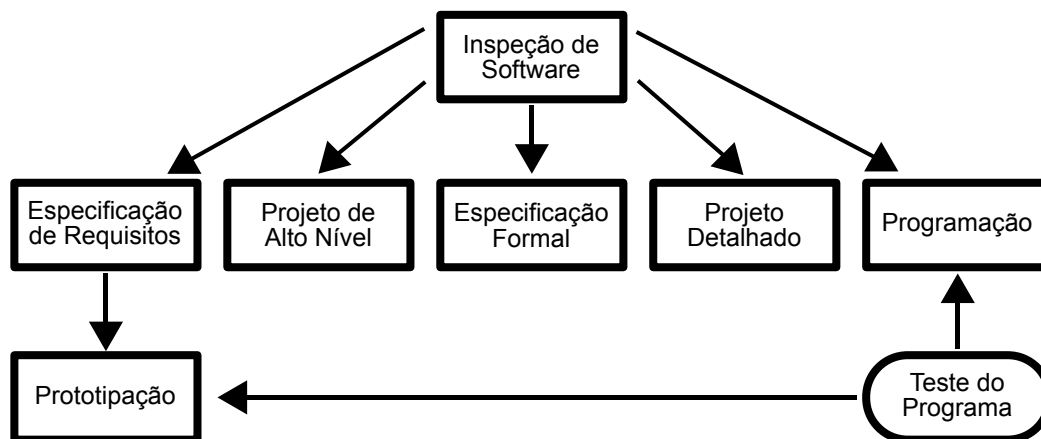 Inspeção de
Software
Especificação
de Requisitos
Projeto de
Alto Nível
Especificação
Formal
Projeto
Detalhado
Programação
Prototipação
Teste do
Programa